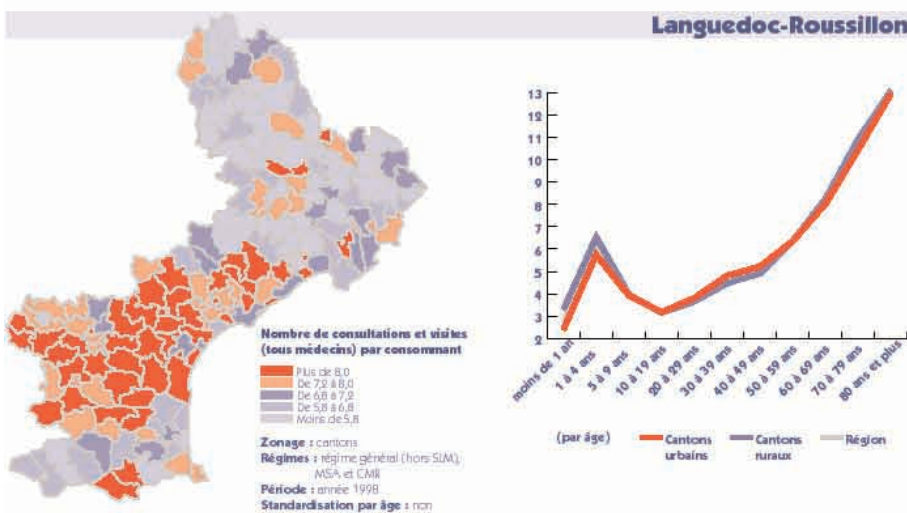 Languedoc-Roussillon
Nombre de consultations et visites
(tous médecins) par consommant
Plus de 8,0
De 7,2 à 8,0
De 6,8 à 7,2
De 5,8 à 6,8
Moins de 5,8
Zonage : cantons
Régimes : régime général (hors SLM),
MSA et CMR
Période : année 1998
Standardisation par âge : non
13
12
11
10
9
8
7
6
5
4
3
2
moins de 1 an
1 à 4 ans
5 à 9 ans
10 à 19 ans
20 à 29 ans
30 à 39 ans
40 à 49 ans
50 à 59 ans
60 à 69 ans
70 à 79 ans
80 ans et plus
(par âge)
Cantons
urbains
Cantons
ruraux
Région